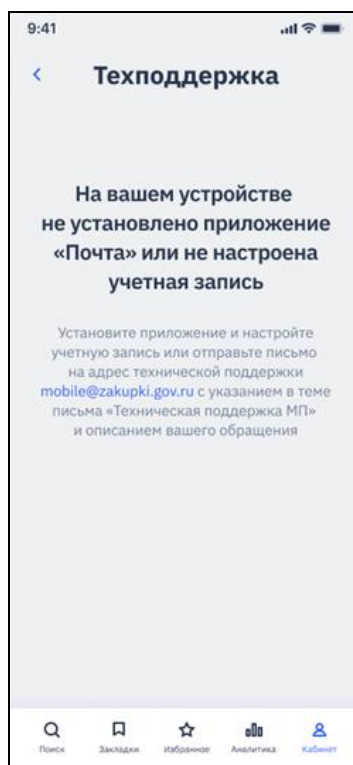 9:41
Техподдержка
На вашем устройстве
не установлено приложение
«Почта» или не настроена
учетная запись
Установите приложение и настройте
учетную запись или отправьте письмо
на адрес технической поддержки
mobile@zakupki.gov.ru с указанием в теме
письма «Техническая поддержка МП»
и описанием вашего обращения
Поиск Закладки Избранное Аналитика Кабинет